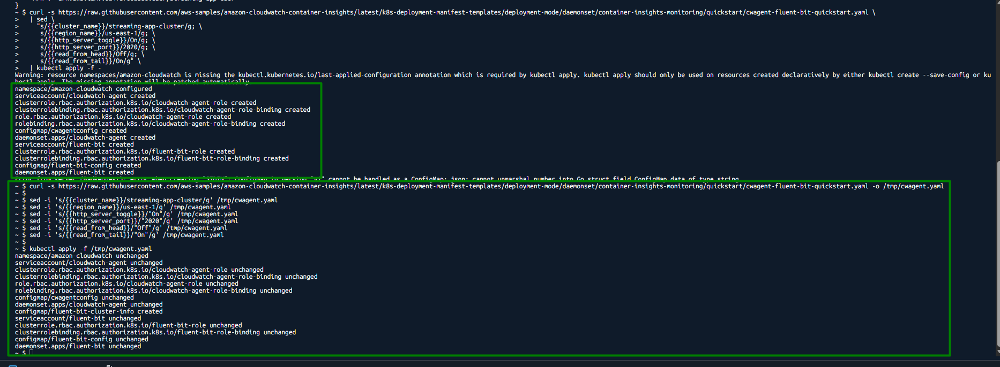 }
~ $ curl -s https://raw.githubusercontent.com/aws-samples/amazon-cloudwatch-container-insights/latest/k8s-deployment-manifest-templates/deployment-mode/daemonset/container-insights-monitoring/quickstart/cwagent-fluent-bit-quickstart.yaml \
>   | sed \
>     "s/{{cluster_name}}/streaming-app-cluster/g; \
>      s/{{region_name}}/us-east-1/g; \
>      s/{{http_server_toggle}}/On/g; \
>      s/{{http_server_port}}/2020/g; \
>      s/{{read_from_head}}/Off/g; \
>      s/{{read_from_tail}}/On/g" \
>   | kubectl apply -f -
Warning: resource namespaces/amazon-cloudwatch is missing the kubectl.kubernetes.io/last-applied-configuration annotation which is required by kubectl apply. kubectl apply should only be used on resources created declaratively by either kubectl create --save-config or ku
bectl apply. The missing annotation will be patched automatically.
namespace/amazon-cloudwatch configured
serviceaccount/cloudwatch-agent created
clusterrole.rbac.authorization.k8s.io/cloudwatch-agent-role created
clusterrolebinding.rbac.authorization.k8s.io/cloudwatch-agent-role-binding created
role.rbac.authorization.k8s.io/cloudwatch-agent-role created
rolebinding.rbac.authorization.k8s.io/cloudwatch-agent-role-binding created
configmap/cwagentconfig created
daemonset.apps/cloudwatch-agent created
serviceaccount/fluent-bit created
clusterrole.rbac.authorization.k8s.io/fluent-bit-role created
clusterrolebinding.rbac.authorization.k8s.io/fluent-bit-role-binding created
configmap/fluent-bit-config created
daemonset.apps/fluent-bit created
Error from server (BadRequest): error when creating "STDIN": ConfigMap in version "v1" cannot be handled as a ConfigMap: json: cannot unmarshal number into Go struct field ConfigMap.data of type string
~ $ curl -s https://raw.githubusercontent.com/aws-samples/amazon-cloudwatch-container-insights/latest/k8s-deployment-manifest-templates/deployment-mode/daemonset/container-insights-monitoring/quickstart/cwagent-fluent-bit-quickstart.yaml -o /tmp/cwagent.yaml
~ $
~ $ sed -i 's/{{cluster_name}}/streaming-app-cluster/g' /tmp/cwagent.yaml
~ $ sed -i 's/{{region_name}}/us-east-1/g' /tmp/cwagent.yaml
~ $ sed -i 's/{{http_server_toggle}}/"On"/g' /tmp/cwagent.yaml
~ $ sed -i 's/{{http_server_port}}/"2020"/g' /tmp/cwagent.yaml
~ $ sed -i 's/{{read_from_head}}/"Off"/g' /tmp/cwagent.yaml
~ $ sed -i 's/{{read_from_tail}}/"On"/g' /tmp/cwagent.yaml
~ $
~ $ kubectl apply -f /tmp/cwagent.yaml
namespace/amazon-cloudwatch unchanged
serviceaccount/cloudwatch-agent unchanged
clusterrole.rbac.authorization.k8s.io/cloudwatch-agent-role unchanged
clusterrolebinding.rbac.authorization.k8s.io/cloudwatch-agent-role-binding unchanged
role.rbac.authorization.k8s.io/cloudwatch-agent-role unchanged
rolebinding.rbac.authorization.k8s.io/cloudwatch-agent-role-binding unchanged
configmap/cwagentconfig unchanged
daemonset.apps/cloudwatch-agent unchanged
configmap/fluent-bit-cluster-info created
serviceaccount/fluent-bit unchanged
clusterrole.rbac.authorization.k8s.io/fluent-bit-role unchanged
clusterrolebinding.rbac.authorization.k8s.io/fluent-bit-role-binding unchanged
configmap/fluent-bit-config unchanged
daemonset.apps/fluent-bit unchanged
~ $